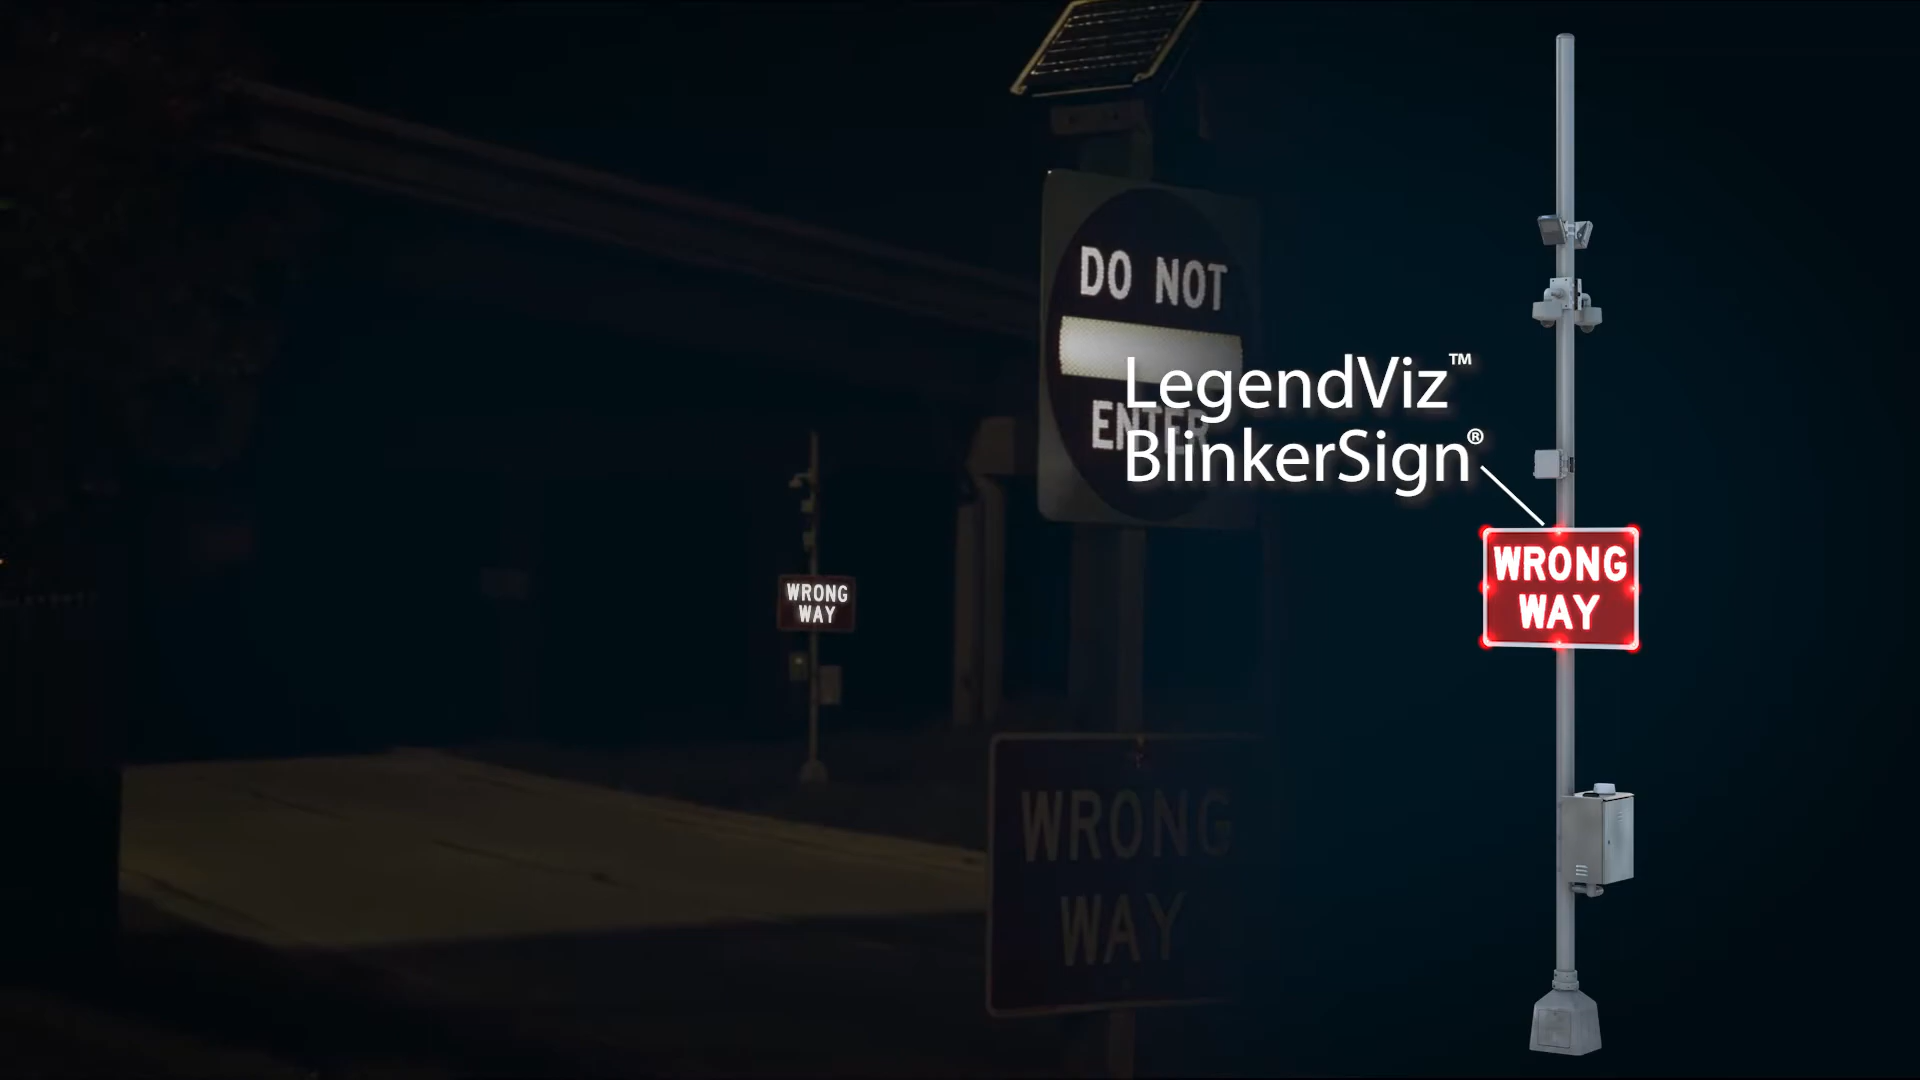 DO NOT
ENTER
LegendViz™
BlinkerSign®
WRONG
WAY
WRONG
WAY
WRONG
WAY